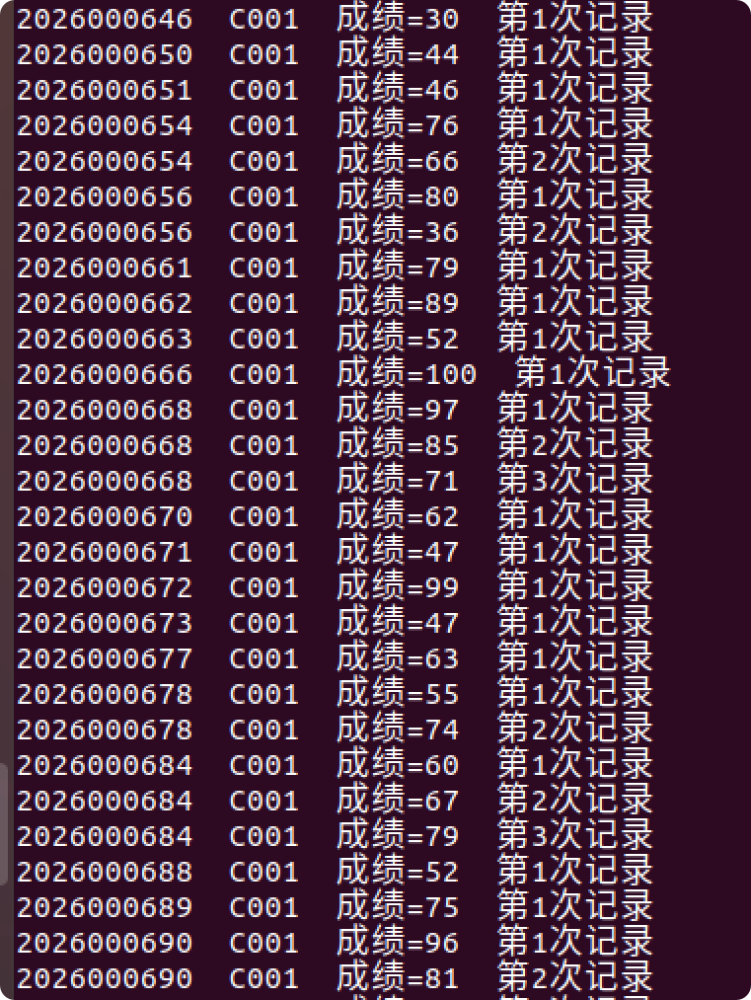 2026000646  C001  成绩=30  第1次记录
2026000650  C001  成绩=44  第1次记录
2026000651  C001  成绩=46  第1次记录
2026000654  C001  成绩=76  第1次记录
2026000654  C001  成绩=66  第2次记录
2026000656  C001  成绩=80  第1次记录
2026000656  C001  成绩=36  第2次记录
2026000661  C001  成绩=79  第1次记录
2026000662  C001  成绩=89  第1次记录
2026000663  C001  成绩=52  第1次记录
2026000666  C001  成绩=100  第1次记录
2026000668  C001  成绩=97  第1次记录
2026000668  C001  成绩=85  第2次记录
2026000668  C001  成绩=71  第3次记录
2026000670  C001  成绩=62  第1次记录
2026000671  C001  成绩=47  第1次记录
2026000672  C001  成绩=99  第1次记录
2026000673  C001  成绩=47  第1次记录
2026000677  C001  成绩=63  第1次记录
2026000678  C001  成绩=55  第1次记录
2026000678  C001  成绩=74  第2次记录
2026000684  C001  成绩=60  第1次记录
2026000684  C001  成绩=67  第2次记录
2026000684  C001  成绩=79  第3次记录
2026000688  C001  成绩=52  第1次记录
2026000689  C001  成绩=75  第1次记录
2026000690  C001  成绩=96  第1次记录
2026000690  C001  成绩=81  第2次记录